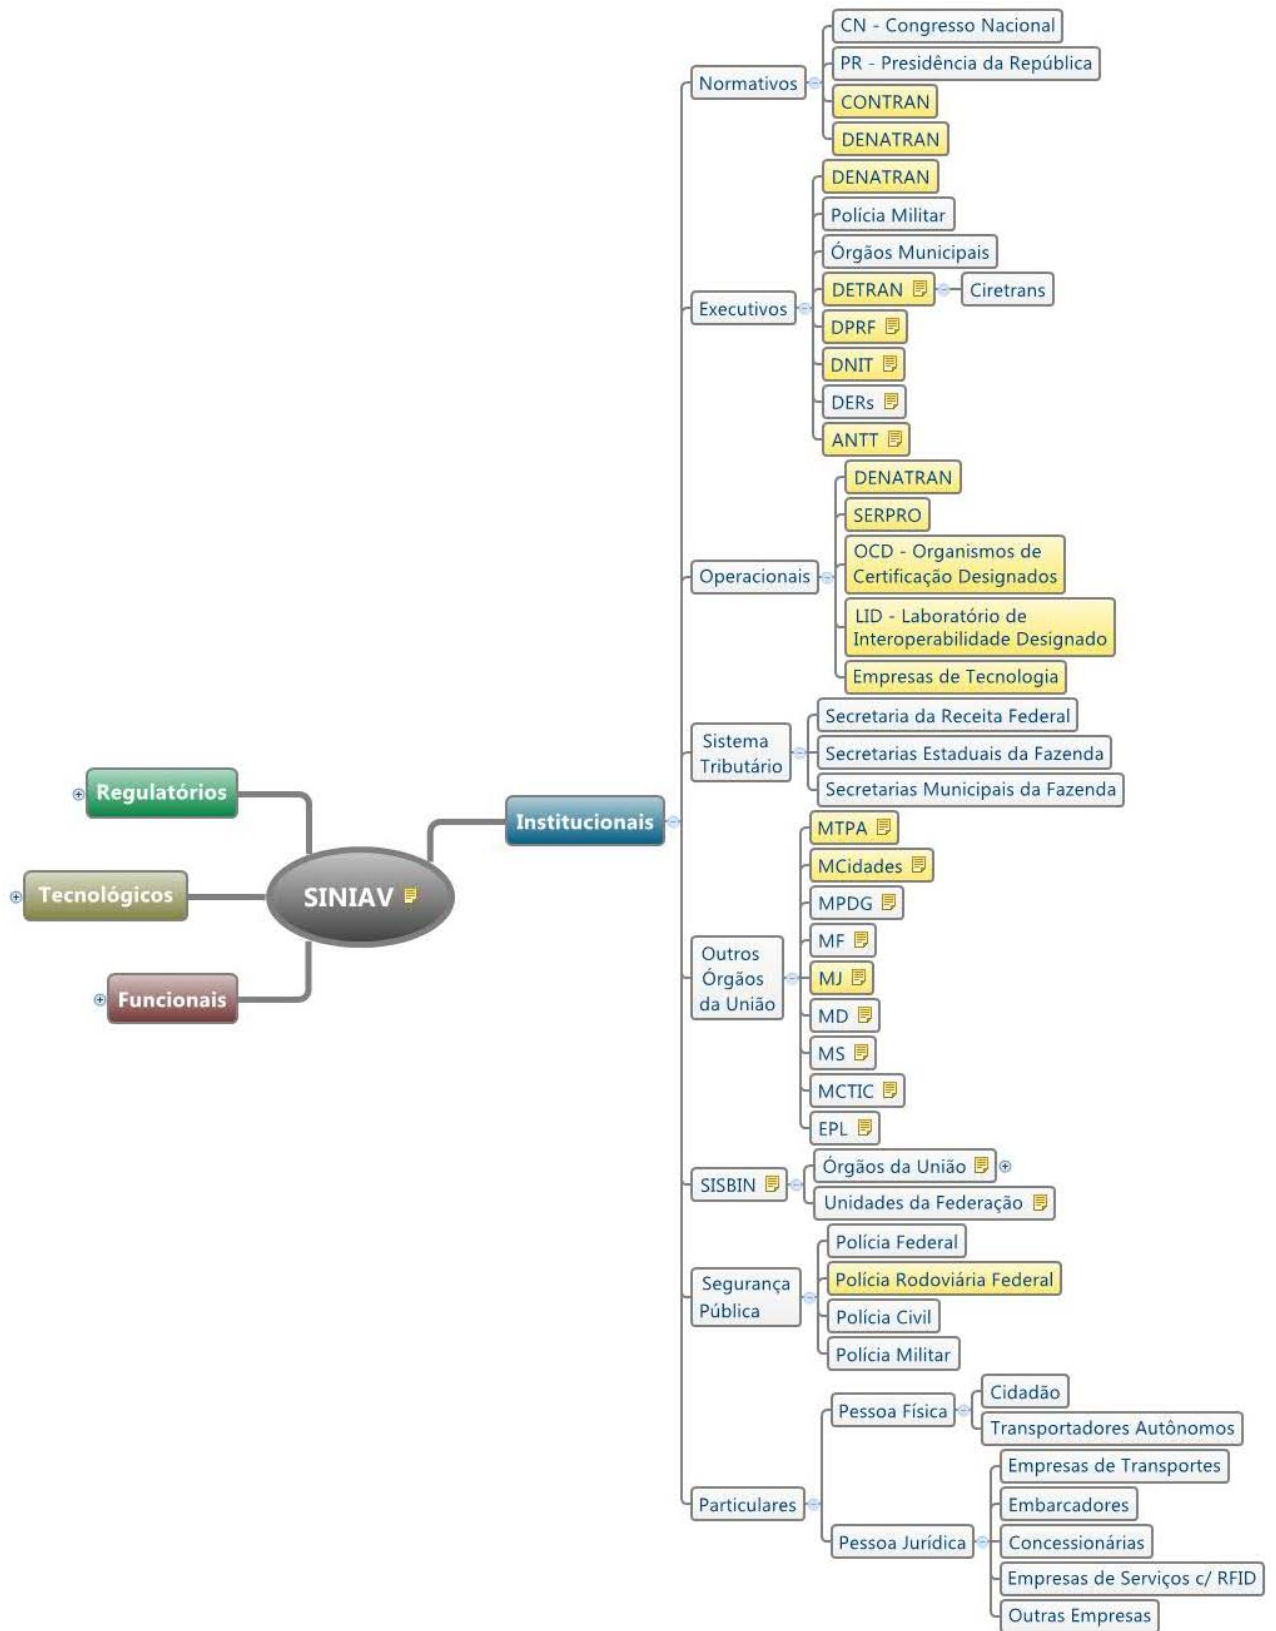 SINIAV
Regulatórios
Tecnológicos
Funcionais
Institucionais
Normativos
CN - Congresso Nacional
PR - Presidência da República
CONTRAN
DENATRAN
Executivos
DENATRAN
Polícia Militar
Órgãos Municipais
DETRAN
Ciretrans
DPRF
DNIT
DERs
ANTT
Operacionais
DENATRAN
SERPRO
OCD - Organismos de
Certificação Designados
LID - Laboratório de
Interoperabilidade Designado
Empresas de Tecnologia
Sistema
Tributário
Secretaria da Receita Federal
Secretarias Estaduais da Fazenda
Secretarias Municipais da Fazenda
Outros
Órgãos
da União
MTPA
MCidades
MPDG
MF
MJ
MD
MS
MCTIC
EPL
SISBIN
Órgãos da União
Unidades da Federação
Segurança
Pública
Polícia Federal
Polícia Rodoviária Federal
Polícia Civil
Polícia Militar
Particulares
Pessoa Física
Cidadão
Transportadores Autônomos
Pessoa Jurídica
Empresas de Transportes
Embarcadores
Concessionárias
Empresas de Serviços c/ RFID
Outras Empresas